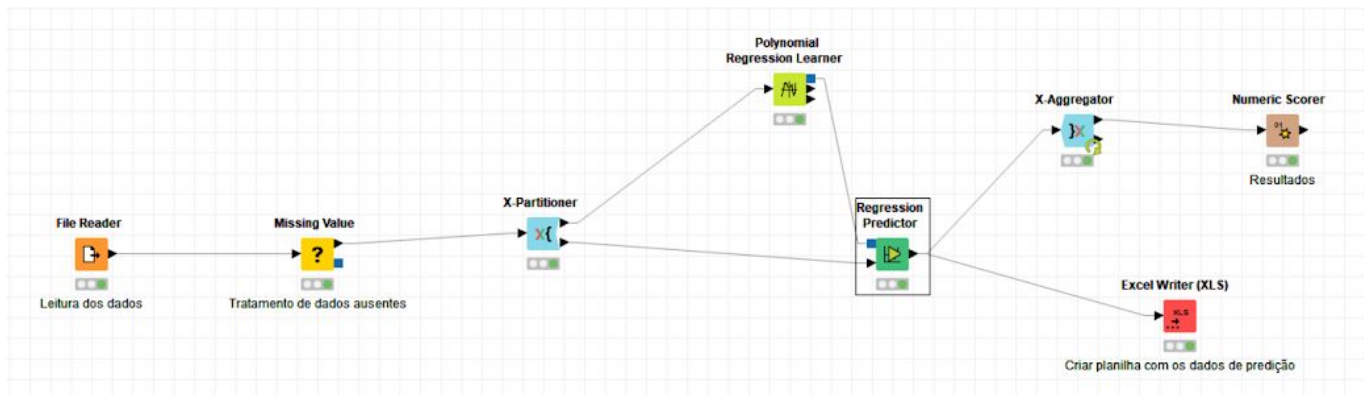 Polynomial
Regression Learner
X-Aggregator
Numeric Scorer
Resultados
X-Partitioner
File Reader
Leitura dos dados
Missing Value
?
Tratamento de dados ausentes
Regression
Predictor
Excel Writer (XLS)
XLS
Criar planilha com os dados de predição